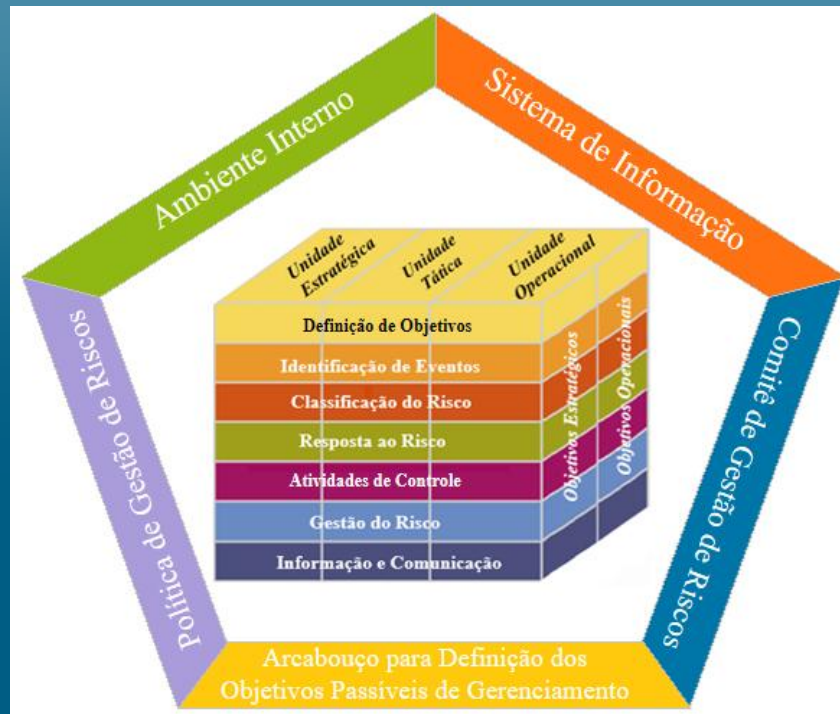 Ambiente Interno
Sistema de Informação
Unidade
Estratégica
Unidade
Tática
Unidade
Operacional
Definição de Objetivos
Identificação de Eventos
Classificação do Risco
Resposta ao Risco
Atividades de Controle
Gestão do Risco
Informação e Comunicação
Objetivos Estratégicos
Objetivos Operacionais
Política de Gestão de Riscos
Comitê de Gestão de Riscos
Arcabouço para Definição dos
Objetivos Passíveis de Gerenciamento